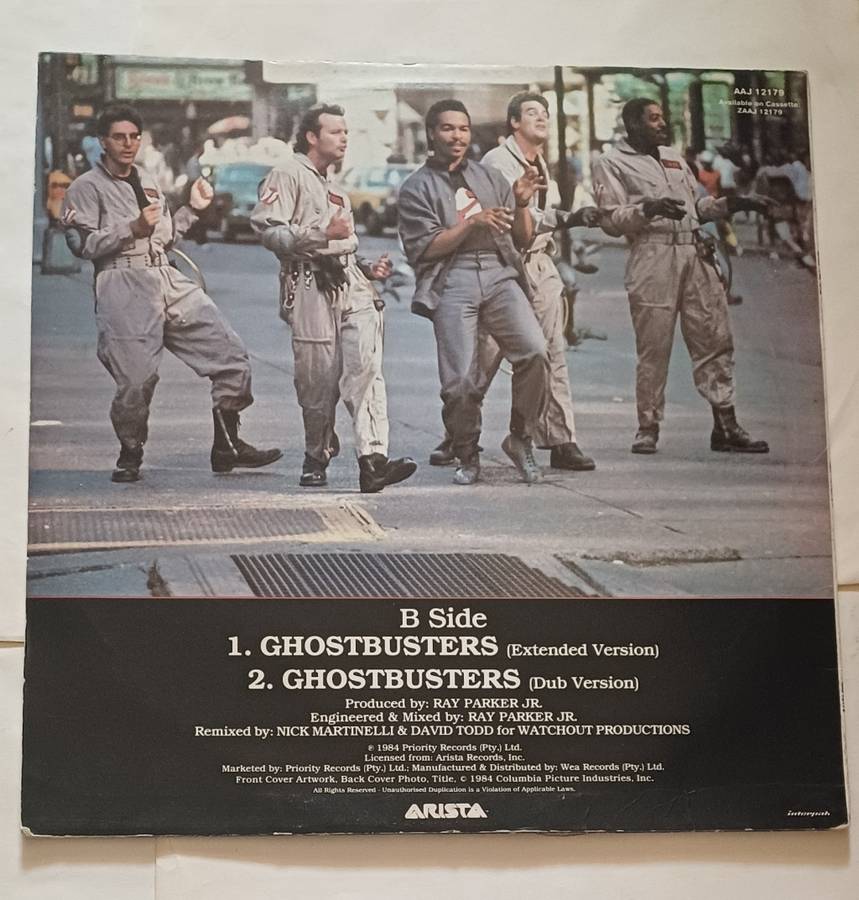 AAJ 12179
Available on Cassette:
ZAAJ 12179
B Side
1. GHOSTBUSTERS (Extended Version)
2. GHOSTBUSTERS (Dub Version)
Produced by: RAY PARKER JR.
Engineered & Mixed by: RAY PARKER JR.
Remixed by: NICK MARTINELLI & DAVID TODD for WATCHOUT PRODUCTIONS
℗ 1984 Priority Records (Pty.) Ltd.
Licensed from: Arista Records, Inc.
Marketed by: Priority Records (Pty.) Ltd.; Manufactured & Distributed by: Wea Records (Pty.) Ltd.
Front Cover Artwork, Back Cover Photo, Title, © 1984 Columbia Picture Industries, Inc.
All Rights Reserved - Unauthorised Duplication is a Violation of Applicable Laws.
ARISTA
interpak